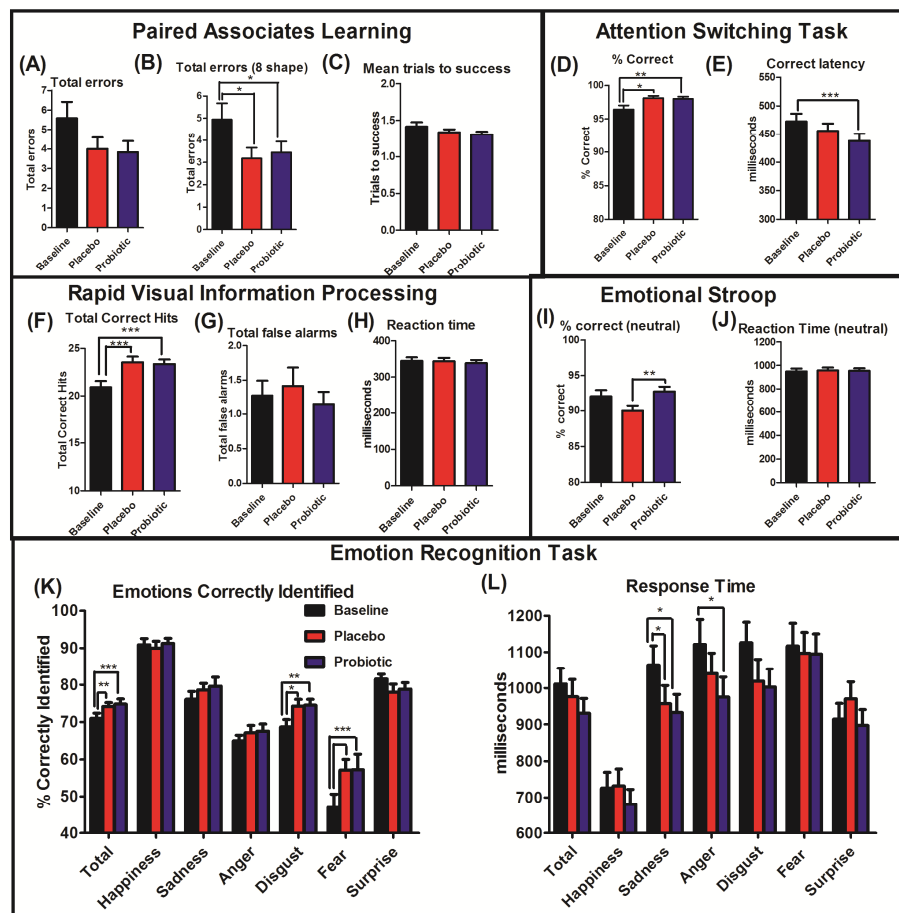 Paired Associates Learning
(A)
Total errors
Total errors
7
6
5
4
3
2
1
0
Baseline
Placebo
Probiotic
(B)
Total errors (8 shape)
Total errors
6
5
4
3
2
1
0
*
*
Baseline
Placebo
Probiotic
(C)
Mean trials to success
Trials to success
2.0
1.5
1.0
0.5
0.0
Baseline
Placebo
Probiotic
Attention Switching Task
(D)
% Correct
% Correct
100
95
90
85
80
**
*
Baseline
Placebo
Probiotic
(E)
Correct latency
milliseconds
500
450
400
350
300
***
Baseline
Placebo
Probiotic
Rapid Visual Information Processing
(F)
Total Correct Hits
Total Correct Hits
25
20
15
10
***
***
Baseline
Placebo
Probiotic
(G)
Total false alarms
Total false alarms
2.0
1.5
1.0
0.5
0.0
Baseline
Placebo
Probiotic
(H)
Reaction time
milliseconds
400
300
200
100
0
Baseline
Placebo
Probiotic
Emotional Stroop
(I)
% correct (neutral)
% correct
100
95
90
85
80
**
Baseline
Placebo
Probiotic
(J)
Reaction Time (neutral)
milliseconds
1000
800
600
400
200
0
Baseline
Placebo
Probiotic
Emotion Recognition Task
(K)
Emotions Correctly Identified
% Correctly Identified
100
90
80
70
60
50
40
Baseline
Placebo
Probiotic
***
**
**
*
***
Total
Happiness
Sadness
Anger
Disgust
Fear
Surprise
(L)
Response Time
milliseconds
1200
1100
1000
900
800
700
600
*
*
*
Total
Happiness
Sadness
Anger
Disgust
Fear
Surprise